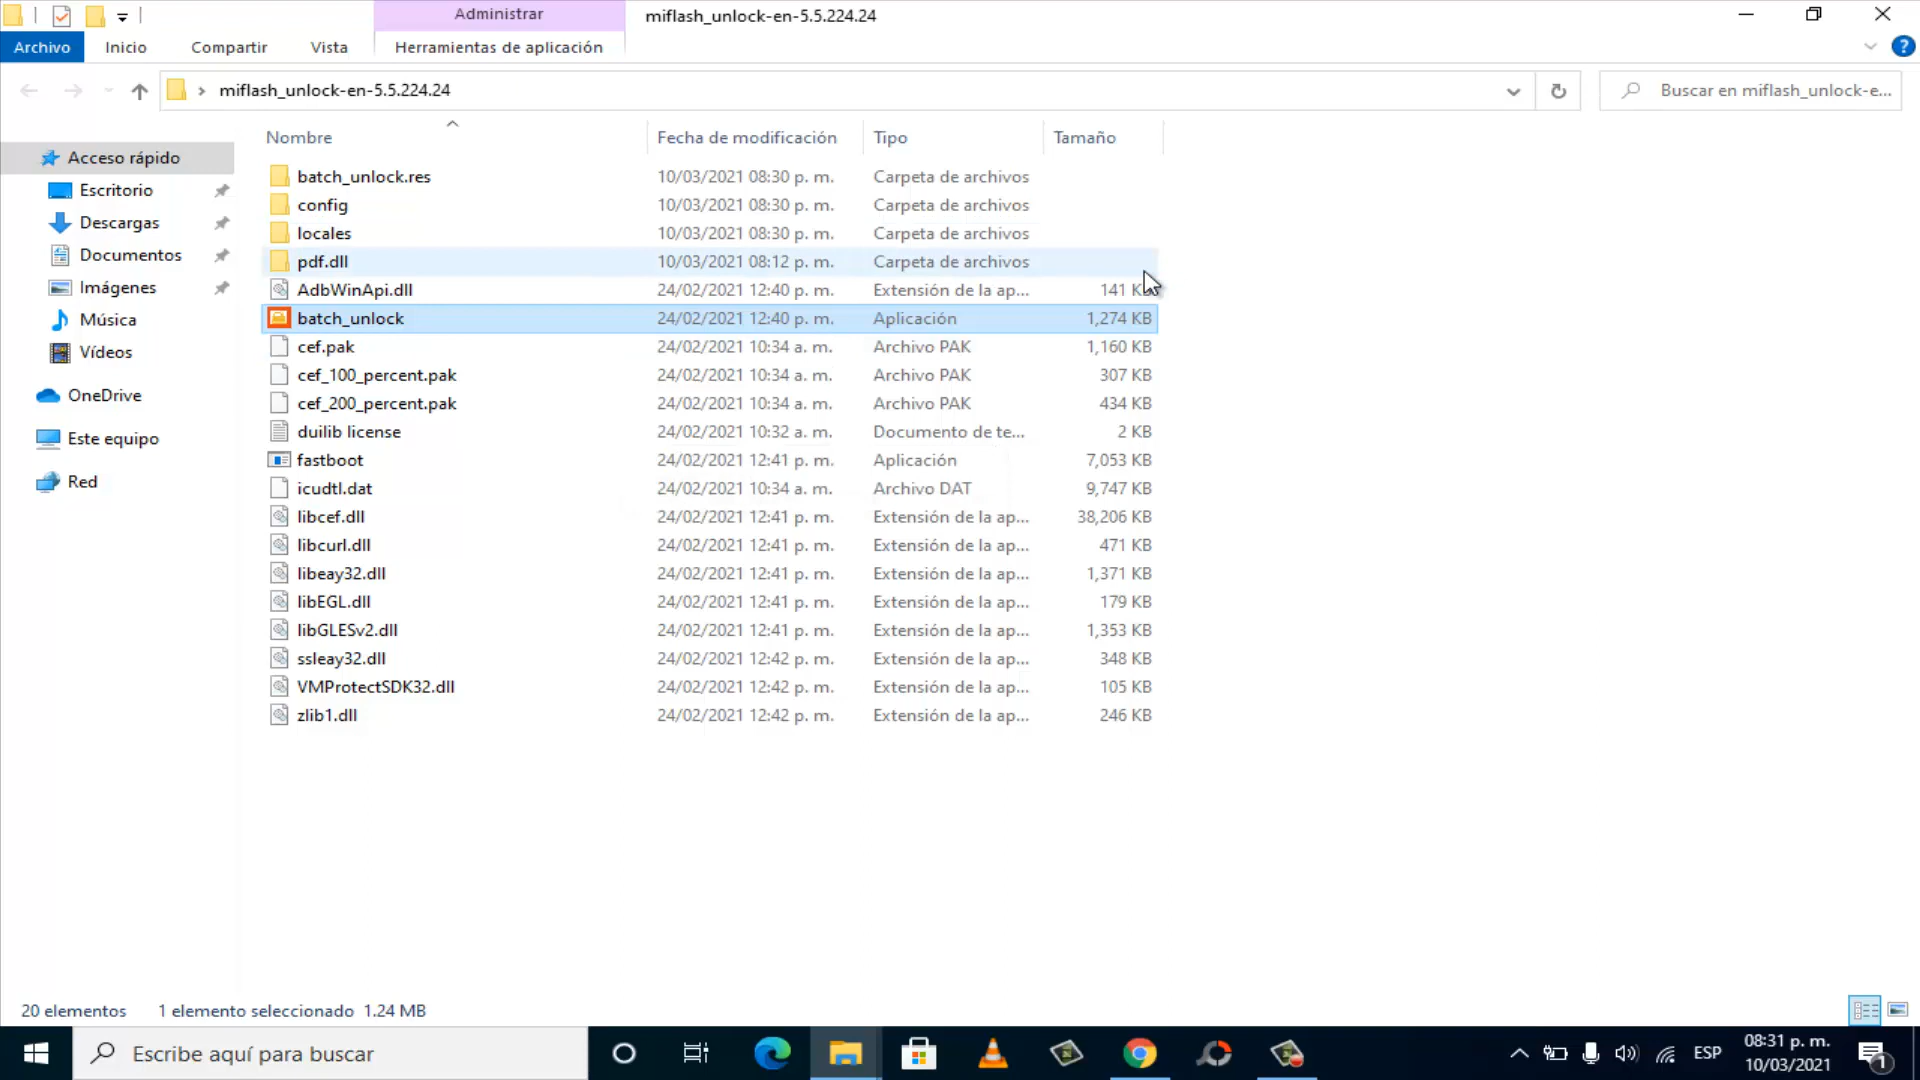 Administrar
miflash_unlock-en-5.5.224.24
Archivo Inicio Compartir Vista Herramientas de aplicación
miflash_unlock-en-5.5.224.24
Buscar en miflash_unlock-e...
Acceso rápido
Escritorio
Descargas
Documentos
Imágenes
Música
Vídeos
OneDrive
Este equipo
Red
Nombre Fecha de modificación Tipo Tamaño
batch_unlock.res 10/03/2021 08:30 p. m. Carpeta de archivos
config 10/03/2021 08:30 p. m. Carpeta de archivos
locales 10/03/2021 08:30 p. m. Carpeta de archivos
pdf.dll 10/03/2021 08:12 p. m. Carpeta de archivos
AdbWinApi.dll 24/02/2021 12:40 p. m. Extensión de la ap... 141 KB
batch_unlock 24/02/2021 12:40 p. m. Aplicación 1,274 KB
cef.pak 24/02/2021 10:34 a. m. Archivo PAK 1,160 KB
cef_100_percent.pak 24/02/2021 10:34 a. m. Archivo PAK 307 KB
cef_200_percent.pak 24/02/2021 10:34 a. m. Archivo PAK 434 KB
duilib license 24/02/2021 10:32 a. m. Documento de te... 2 KB
fastboot 24/02/2021 12:41 p. m. Aplicación 7,053 KB
icudtl.dat 24/02/2021 10:34 a. m. Archivo DAT 9,747 KB
libcef.dll 24/02/2021 12:41 p. m. Extensión de la ap... 38,206 KB
libcurl.dll 24/02/2021 12:41 p. m. Extensión de la ap... 471 KB
libeay32.dll 24/02/2021 12:41 p. m. Extensión de la ap... 1,371 KB
libEGL.dll 24/02/2021 12:41 p. m. Extensión de la ap... 179 KB
libGLESv2.dll 24/02/2021 12:41 p. m. Extensión de la ap... 1,353 KB
ssleay32.dll 24/02/2021 12:42 p. m. Extensión de la ap... 348 KB
VMProtectSDK32.dll 24/02/2021 12:42 p. m. Extensión de la ap... 105 KB
zlib1.dll 24/02/2021 12:42 p. m. Extensión de la ap... 246 KB
20 elementos 1 elemento seleccionado 1.24 MB
Escribe aquí para buscar
ESP
08:31 p. m.
10/03/2021
1